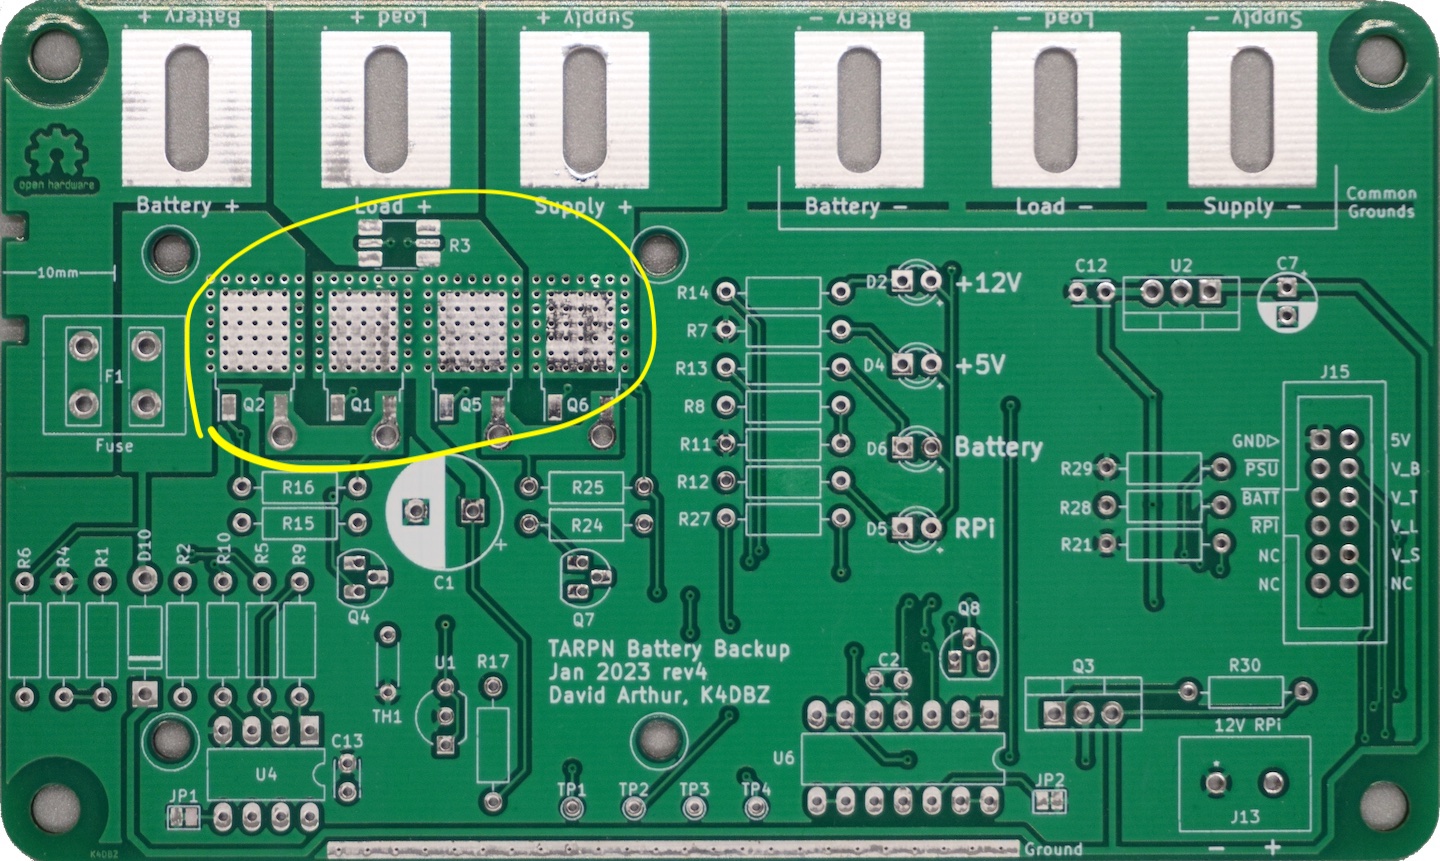 Battery +
Load +
Supply +
Battery -
Load -
Supply -
open hardware
Battery +
Load +
Supply +
Battery -
Load -
Supply -
Common
Grounds
R3
10mm
F1
Fuse
Q2
Q1
Q5
Q6
R14
R7
R13
R8
R11
R12
R27
D2
+12V
D4
+5V
D6
Battery
D5
RPi
C12
U2
C7
J15
GND
PSU
BATT
RPI
NC
NC
5V
V_B
V_T
V_L
V_S
NC
R29
R28
R21
R16
R15
R25
R24
C1
+
R6
R4
R1
D10
R2
R10
R5
R9
Q4
Q7
TH1
U1
R17
TARPN Battery Backup
Jan 2023 rev4
David Arthur, K4DBZ
Q8
C2
Q3
R30
12V RPi
U4
C13
U6
JP1
TP1
TP2
TP3
TP4
JP2
J13
- +
K4DBZ
Ground